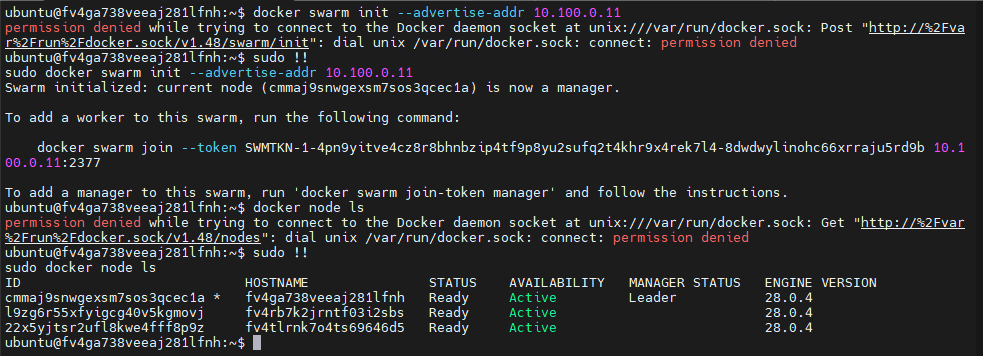 ubuntu@fv4ga738veeaj281lfnh:~$ docker swarm init --advertise-addr 10.100.0.11
permission denied while trying to connect to the Docker daemon socket at unix:///var/run/docker.sock: Post "http://%2Fva
r%2Frun%2Fdocker.sock/v1.48/swarm/init": dial unix /var/run/docker.sock: connect: permission denied
ubuntu@fv4ga738veeaj281lfnh:~$ sudo !!
sudo docker swarm init --advertise-addr 10.100.0.11
Swarm initialized: current node (cmmaj9snwgexsm7sos3qcec1a) is now a manager.
To add a worker to this swarm, run the following command:
docker swarm join --token SWMTKN-1-4pn9yitve4cz8r8bhnbzip4tf9p8yu2sufq2t4khr9x4rek7l4-8dwdwylinohc66xrraju5rd9b 10.1
00.0.11:2377
To add a manager to this swarm, run 'docker swarm join-token manager' and follow the instructions.
ubuntu@fv4ga738veeaj281lfnh:~$ docker node ls
permission denied while trying to connect to the Docker daemon socket at unix:///var/run/docker.sock: Get "http://%2Fvar
%2Frun%2Fdocker.sock/v1.48/nodes": dial unix /var/run/docker.sock: connect: permission denied
ubuntu@fv4ga738veeaj281lfnh:~$ sudo !!
sudo docker node ls
ID HOSTNAME STATUS AVAILABILITY MANAGER STATUS ENGINE VERSION
cmmaj9snwgexsm7sos3qcec1a * fv4ga738veeaj281lfnh Ready Active Leader 28.0.4
l9zg6r55xfyigcg40v5kgmovj fv4rb7k2jrntf03i2sbs Ready Active 28.0.4
22x5yjtsr2ufl8kwe4fff8p9z fv4tlrnk7o4ts69646d5 Ready Active 28.0.4
ubuntu@fv4ga738veeaj281lfnh:~$